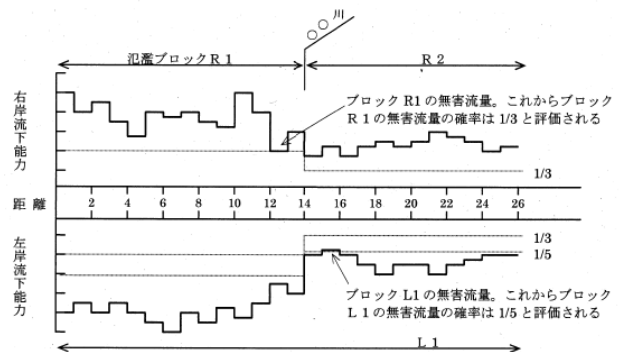 ○○川
氾濫ブロックR1
R2
右岸流下能力
ブロックR1の無害流量。これからブロック
R1の無害流量の確率は1/3と評価される
1/3
距離
2 4 6 8 10 12 14 16 18 20 22 24 26
左岸流下能力
1/3
1/5
ブロックL1の無害流量。これからブロック
L1の無害流量の確率は1/5と評価される
L1